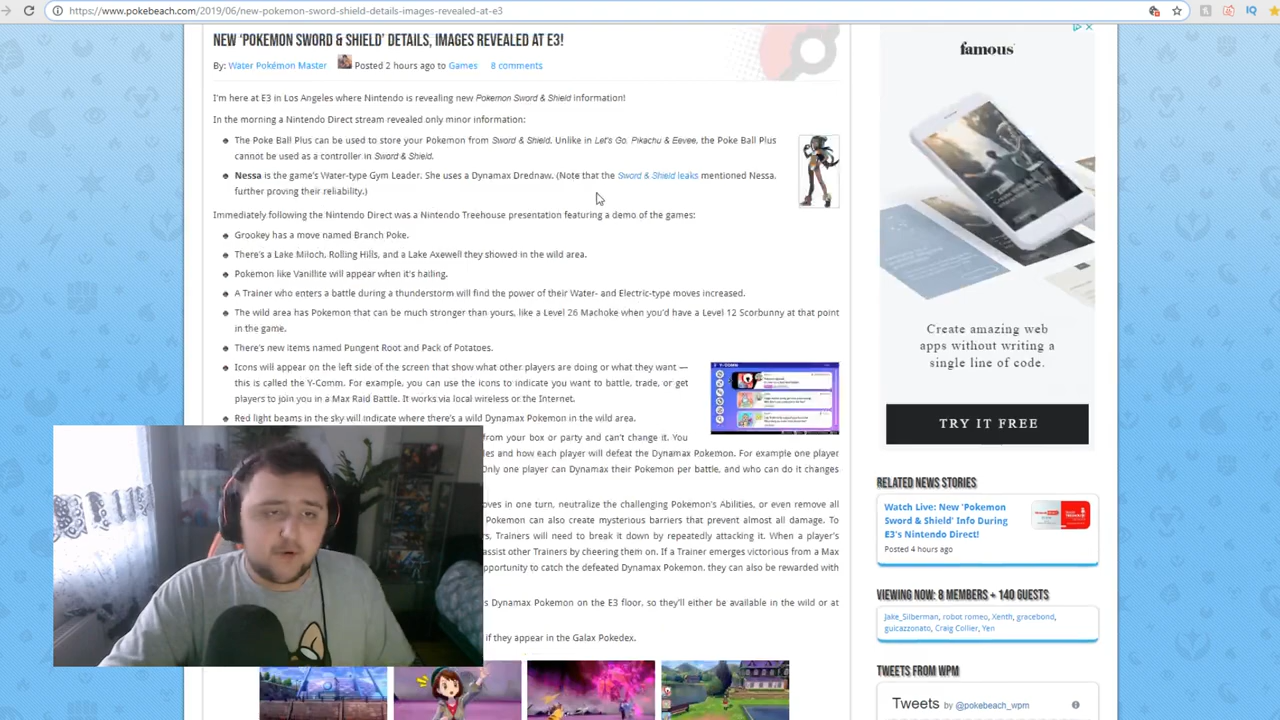 https://www.pokebeach.com/2019/06/new-pokemon-sword-shield-details-images-revealed-at-e3
NEW ‘POKEMON SWORD & SHIELD’ DETAILS, IMAGES REVEALED AT E3!
By: Water Pokémon Master Posted 2 hours ago to Games 8 comments
I'm here at E3 in Los Angeles where Nintendo is revealing new Pokemon Sword & Shield information!
In the morning a Nintendo Direct stream revealed only minor information:
The Poke Ball Plus can be used to store your Pokemon from Sword & Shield. Unlike in Let's Go, Pikachu & Eevee, the Poke Ball Plus
cannot be used as a controller in Sword & Shield.
Nessa is the game's Water-type Gym Leader. She uses a Dynamax Drednaw. (Note that the Sword & Shield leaks mentioned Nessa,
further proving their reliability.)
Immediately following the Nintendo Direct was a Nintendo Treehouse presentation featuring a demo of the games:
Grookey has a move named Branch Poke.
There's a Lake Miloch, Rolling Hills, and a Lake Axewell they showed in the wild area.
Pokemon like Vanillite will appear when it's hailing.
A Trainer who enters a battle during a thunderstorm will find the power of their Water- and Electric-type moves increased.
The wild area has Pokemon that can be much stronger than yours, like a Level 26 Machoke when you'd have a Level 12 Scorbunny at that point
in the game.
There's new items named Pungent Root and Pack of Potatoes.
Icons will appear on the left side of the screen that show what other players are doing or what they want —
this is called the Y-Comm. For example, you can use the icons to indicate you want to battle, trade, or get
players to join you in a Max Raid Battle. It works via local wireless or the Internet.
Red light beams in the sky will indicate where there's a wild Dynamax Pokemon in the wild area.
from your box or party and can't change it. You
les and how each player will defeat the Dynamax Pokemon. For example one player
Only one player can Dynamax their Pokemon per battle, and who can do it changes
oves in one turn, neutralize the challenging Pokemon's Abilities, or even remove all
Pokemon can also create mysterious barriers that prevent almost all damage. To
rs, Trainers will need to break it down by repeatedly attacking it. When a player's
assist other Trainers by cheering them on. If a Trainer emerges victorious from a Max
opportunity to catch the defeated Dynamax Pokemon, they can also be rewarded with
s Dynamax Pokemon on the E3 floor, so they'll either be available in the wild or at
if they appear in the Galax Pokedex.
Y-COMM
famous
Create amazing web
apps without writing a
single line of code.
TRY IT FREE
RELATED NEWS STORIES
Watch Live: New 'Pokemon
Sword & Shield' Info During
E3's Nintendo Direct!
Posted 4 hours ago
VIEWING NOW: 8 MEMBERS + 140 GUESTS
Jake_Silberman, robot romeo, Xenth, gracebond,
guicazzonato, Craig Collier, Yen
TWEETS FROM WPM
Tweets by @pokebeach_wpm